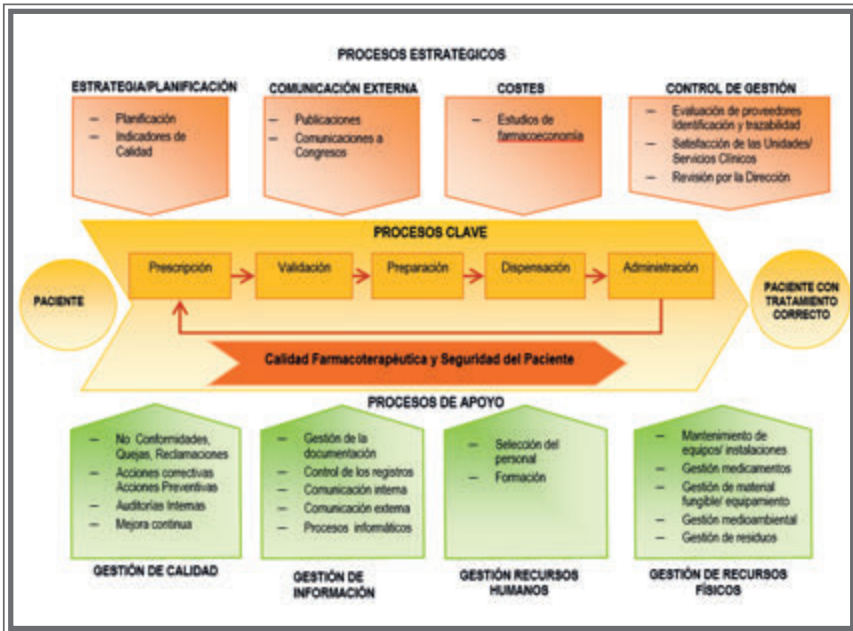 PROCESOS ESTRATÉGICOS
ESTRATEGIA/PLANIFICACIÓN
– Planificación
– Indicadores de
Calidad
COMUNICACIÓN EXTERNA
– Publicaciones
– Comunicaciones a
Congresos
COSTES
– Estudios de
farmacoeconomía
CONTROL DE GESTIÓN
– Evaluación de proveedores
Identificación y trazabilidad
– Satisfacción de las Unidades/
Servicios Clínicos
– Revisión por la Dirección
PROCESOS CLAVE
PACIENTE
Prescripción
Validación
Preparación
Dispensación
Administración
PACIENTE CON
TRATAMIENTO
CORRECTO
Calidad Farmacoterapéutica y Seguridad del Paciente
PROCESOS DE APOYO
– No Conformidades,
Quejas, Reclamaciones
– Acciones correctivas
Acciones Preventivas
– Auditorías Internas
– Mejora continua
GESTIÓN DE CALIDAD
– Gestión de la
documentación
– Control de los registros
– Comunicación interna
– Comunicación externa
– Procesos informáticos
GESTIÓN DE
INFORMACIÓN
– Selección del
personal
– Formación
GESTIÓN RECURSOS
HUMANOS
– Mantenimiento de
equipos/ instalaciones
– Gestión medicamentos
– Gestión de material
fungible/ equipamiento
– Gestión medioambiental
– Gestión de residuos
GESTIÓN DE RECURSOS
FÍSICOS